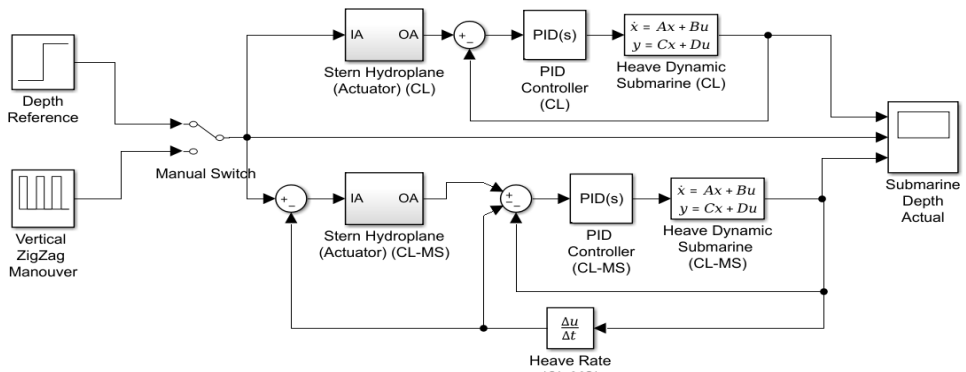 Depth
Reference
Vertical
ZigZag
Manouver
Manual Switch
IA OA
Stern Hydroplane
(Actuator) (CL)
+
−
PID(s)
PID
Controller
(CL)
ẋ = Ax + Bu
y = Cx + Du
Heave Dynamic
Submarine (CL)
Submarine
Depth
Actual
+
−
IA OA
Stern Hydroplane
(Actuator) (CL-MS)
+
−
−
PID(s)
PID
Controller
(CL-MS)
ẋ = Ax + Bu
y = Cx + Du
Heave Dynamic
Submarine
(CL-MS)
Δu
Δt
Heave Rate